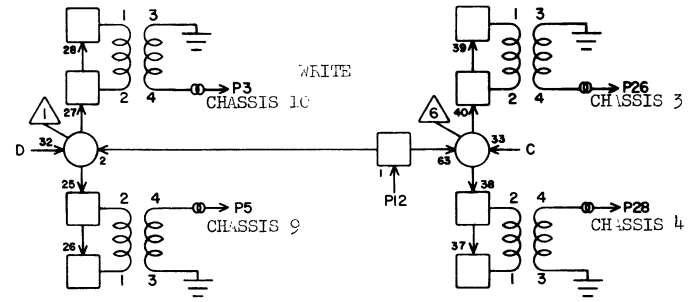 1 3
28
2 4 P3
CHASSIS 10
27
1
D 32 2
25
2 4 P5
CHASSIS 9
26
1 3
WRITE
1
P12
1 3
39
2 4 P26
CHASSIS 3
40
6
63 33 C
38
2 4 P28
CHASSIS 4
37
1 3